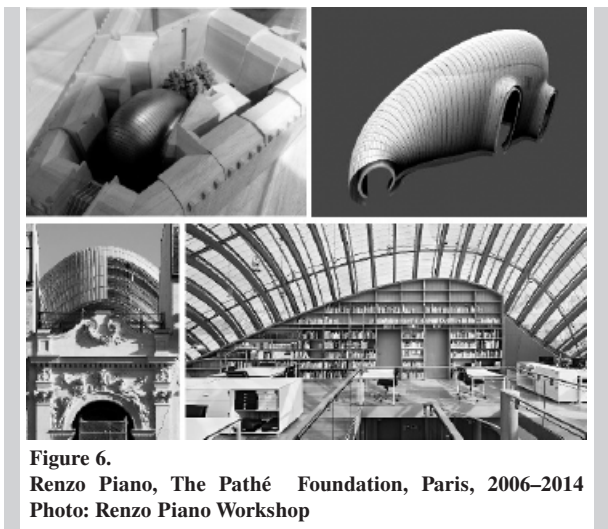 Figure 6.
Renzo Piano, The Pathé Foundation, Paris, 2006–2014
Photo: Renzo Piano Workshop